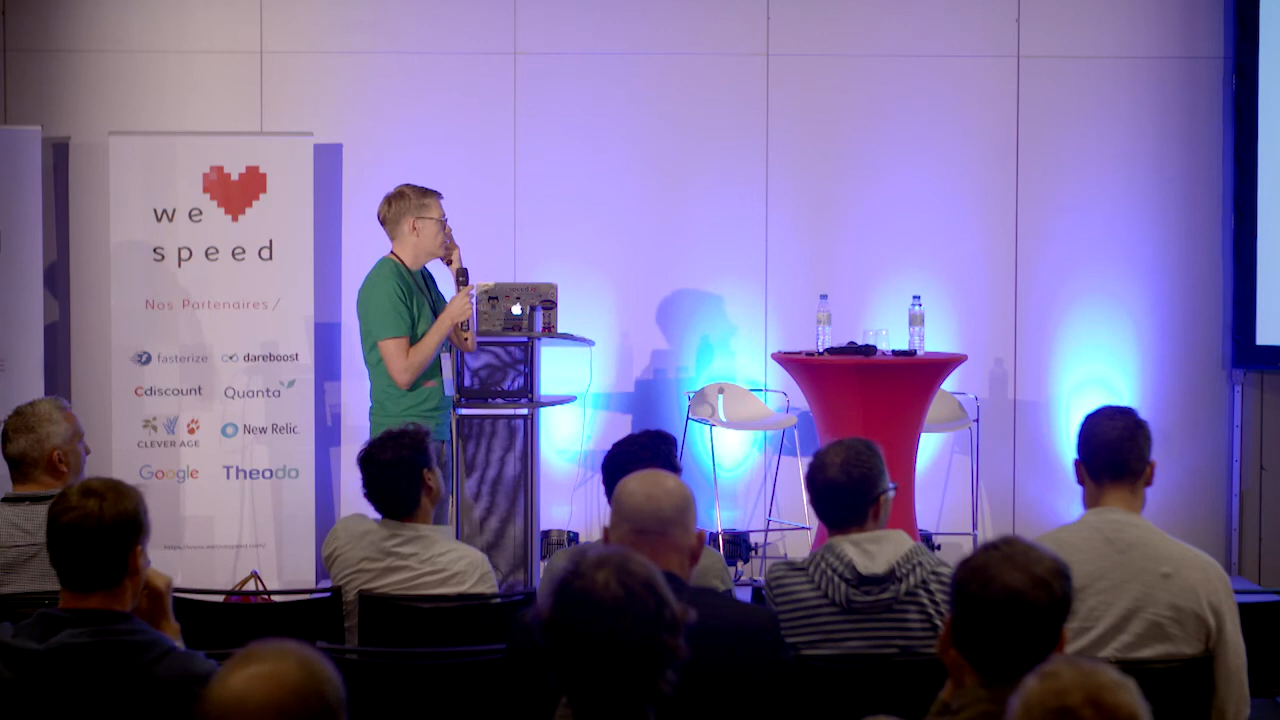 we
speed
Nos Partenaires /
fasterize
dareboost
Cdiscount
Quanta
CLEVER AGE
New Relic.
Google
Theodo